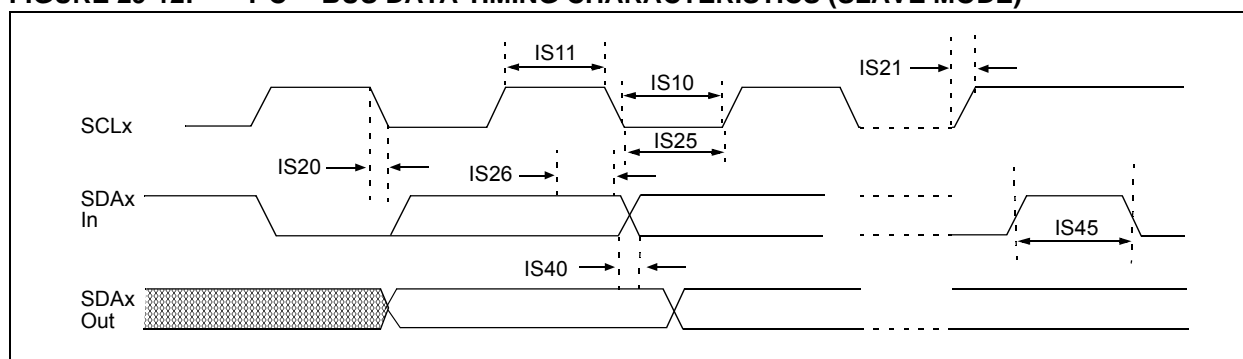 IS11
IS21
IS10
SCLx
IS25
IS20
IS26
SDAx
In
IS45
IS40
SDAx
Out